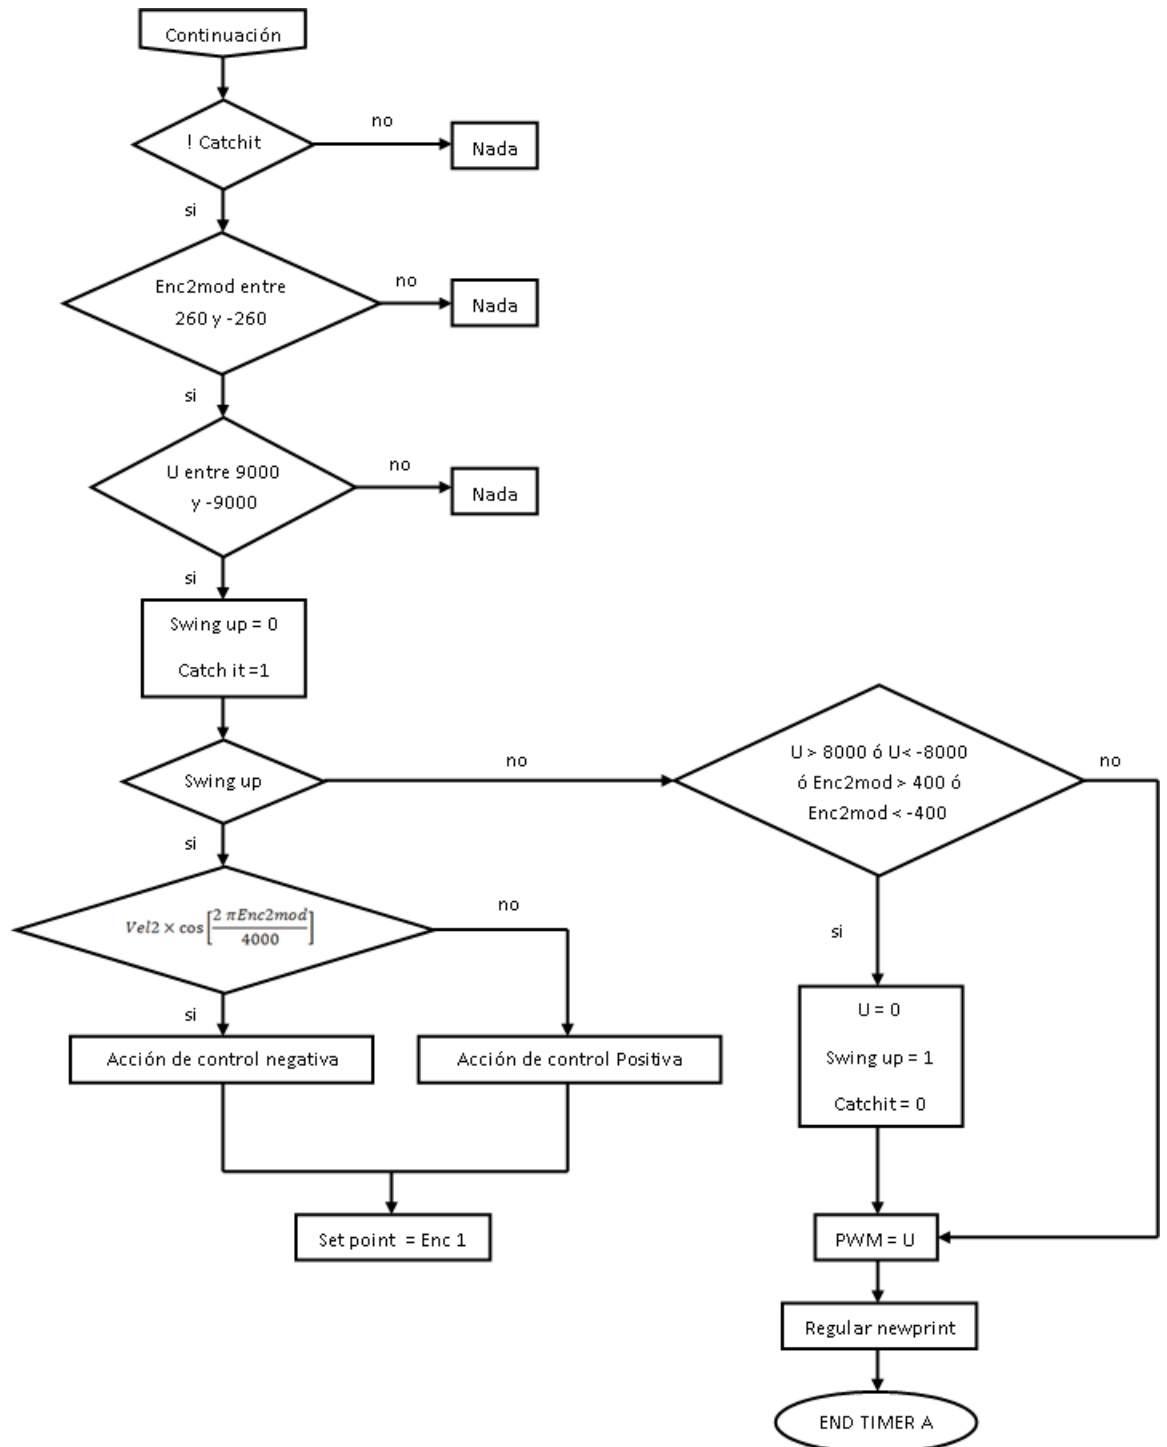 Continuación
! Catchit
no
Nada
si
Enc2mod entre
260 y -260
no
Nada
si
U entre 9000
y -9000
no
Nada
si
Swing up = 0
Catch it =1
Swing up
no
U > 8000 ó U< -8000
ó Enc2mod > 400 ó
Enc2mod < -400
no
si
Vel2 × cos[2 πEnc2mod/4000]
no
si
Acción de control negativa
Acción de control Positiva
Set point = Enc 1
si
U = 0
Swing up = 1
Catchit = 0
PWM = U
Regular newprint
END TIMER A